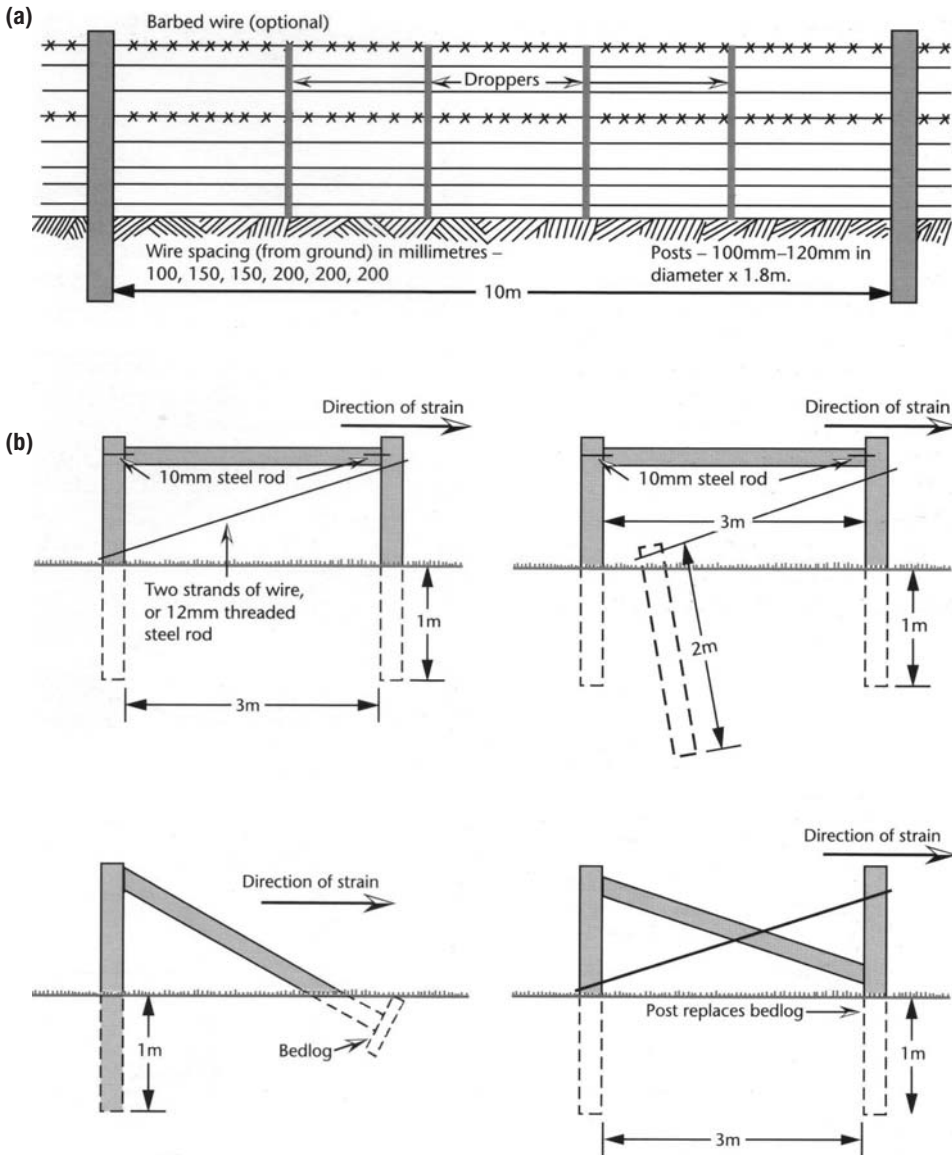 (a)
Barbed wire (optional)
Droppers
Wire spacing (from ground) in millimetres –
100, 150, 150, 200, 200, 200
Posts – 100mm–120mm in
diameter x 1.8m.
10m
(b)
Direction of strain
10mm steel rod
Two strands of wire,
or 12mm threaded
steel rod
1m
3m
Direction of strain
10mm steel rod
3m
2m
1m
Direction of strain
Bedlog
1m
Direction of strain
Post replaces bedlog
1m
3m